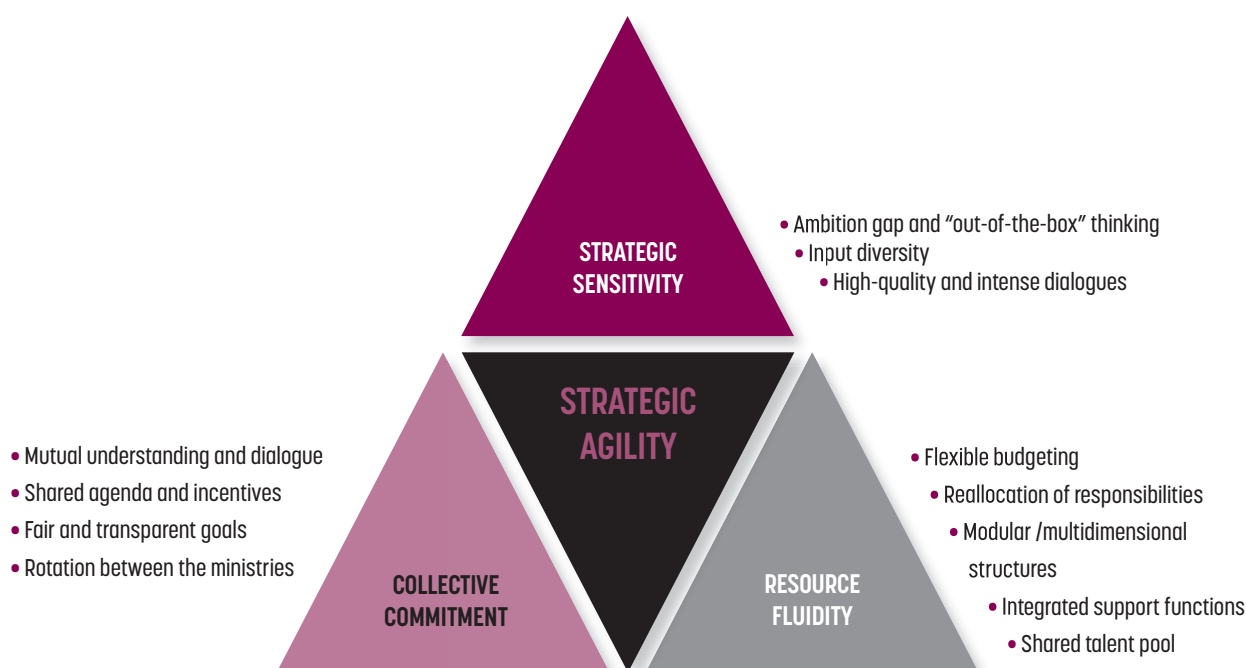 STRATEGIC
SENSITIVITY
• Ambition gap and “out-of-the-box” thinking
• Input diversity
• High-quality and intense dialogues
STRATEGIC
AGILITY
• Mutual understanding and dialogue
• Shared agenda and incentives
• Fair and transparent goals
• Rotation between the ministries
COLLECTIVE
COMMITMENT
RESOURCE
FLUIDITY
• Flexible budgeting
• Reallocation of responsibilities
• Modular /multidimensional
structures
• Integrated support functions
• Shared talent pool